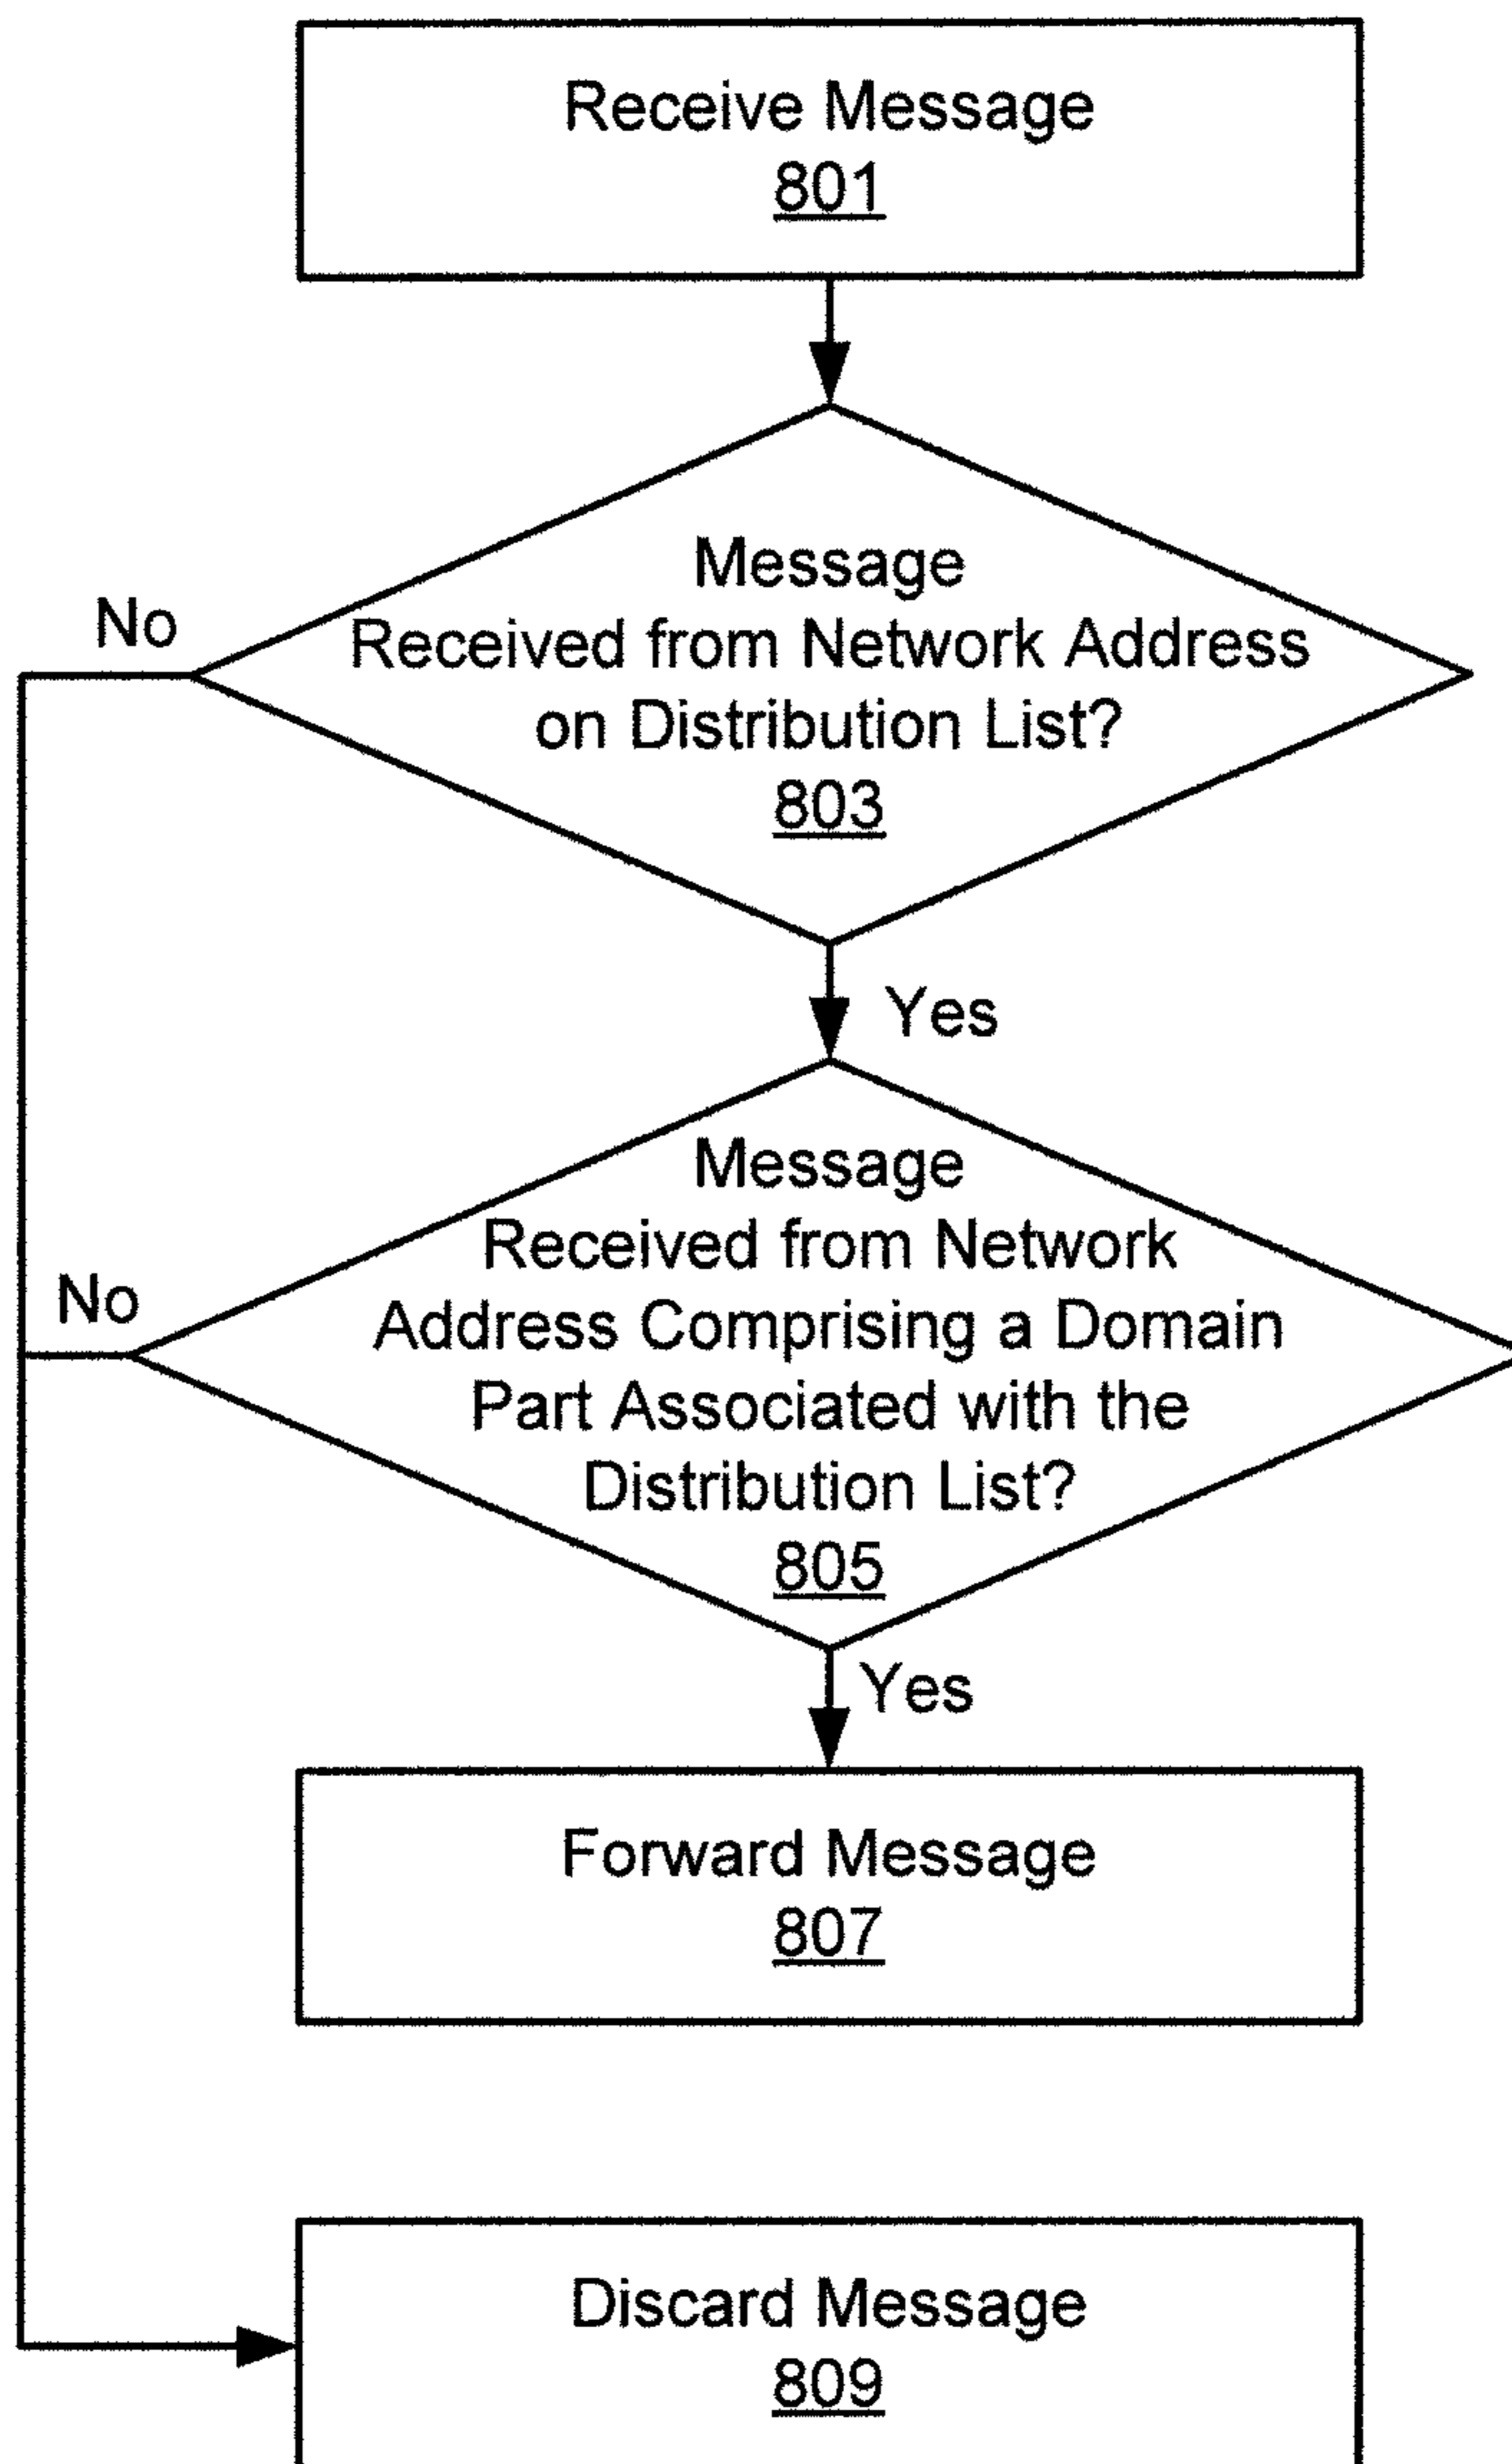 Receive Message
801
Message
Received from Network Address
on Distribution List?
803
No
Yes
Message
Received from Network
Address Comprising a Domain
Part Associated with the
Distribution List?
805
No
Yes
Forward Message
807
Discard Message
809